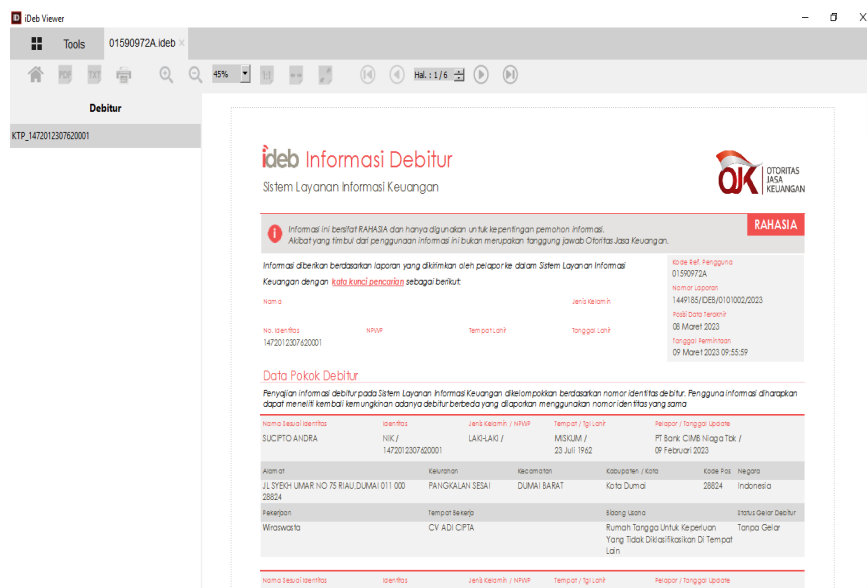 iDeb Viewer
Tools
01590972A.ideb
PDF
TXT
45%
1:1
Hal. : 1 / 6
Debitur
KTP_1472012307620001
ideb Informasi Debitur
Sistem Layanan Informasi Keuangan
OJK OTORITAS JASA KEUANGAN
RAHASIA
Informasi ini bersifat RAHASIA dan hanya digunakan untuk kepentingan pemohon informasi.
Akibat yang timbul dari penggunaan informasi ini bukan merupakan tanggung jawab Otoritas Jasa Keuangan.
Informasi diberikan berdasarkan laporan yang dikirimkan oleh pelapor ke dalam Sistem Layanan Informasi
Keuangan dengan kata kunci pencarian sebagai berikut:
Kode Ref. Pengguna
01590972A
Nomor Laporan
1449185/IDEB/0101002/2023
Posisi Data Terakhir
08 Maret 2023
Tanggal Permintaan
09 Maret 2023 09:55:59
Nama Jenis Kelamin
No. Identitas NPWP Tempat Lahir Tanggal Lahir
1472012307620001
Data Pokok Debitur
Penyajian informasi debitur pada Sistem Layanan Informasi Keuangan dikelompokkan berdasarkan nomor identitas debitur. Pengguna informasi diharapkan
dapat meneliti kembali kemungkinan adanya debitur berbeda yang dilaporkan menggunakan nomor identitas yang sama
Nama Sesuai Identitas Identitas Jenis Kelamin / NPWP Tempat / Tgl Lahir Pelapor / Tanggal Update
SUCIPTO ANDRA NIK / LAKI-LAKI / MISKUM / PT Bank CIMB Niaga Tbk /
1472012307620001 23 Juli 1962 09 Februari 2023
Alamat Kelurahan Kecamatan Kabupaten / Kota Kode Pos Negara
JL SYEKH UMAR NO 75 RIAU;DUMAI 011 000 PANGKALAN SESAI DUMAI BARAT Kota Dumai 28824 Indonesia
28824
Pekerjaan Tempat Bekerja Bidang Usaha Status Gelar Debitur
Wiraswasta CV ADI CIPTA Rumah Tangga Untuk Keperluan Tanpa Gelar
Yang Tidak Diklasifikasikan Di Tempat
Lain
Nama Sesuai Identitas Identitas Jenis Kelamin / NPWP Tempat / Tgl Lahir Pelapor / Tanggal Update